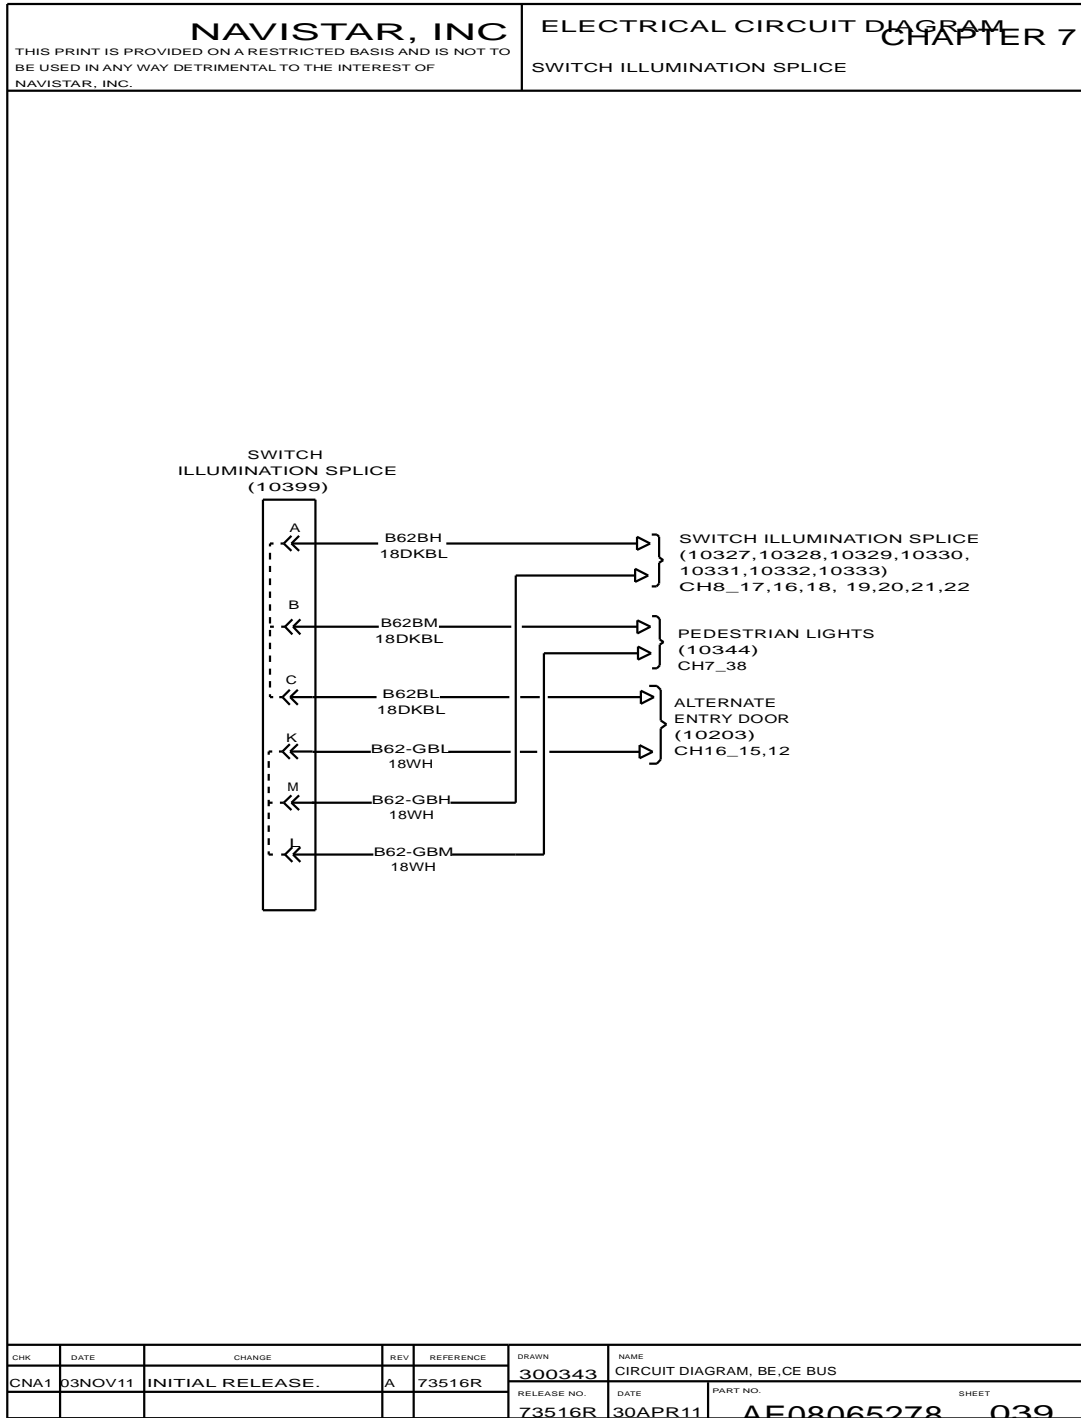 NAVISTAR, INC
THIS PRINT IS PROVIDED ON A RESTRICTED BASIS AND IS NOT TO
BE USED IN ANY WAY DETRIMENTAL TO THE INTEREST OF
NAVISTAR, INC.
ELECTRICAL CIRCUIT DIAGRAM
CHAPTER 7
SWITCH ILLUMINATION SPLICE
SWITCH
ILLUMINATION SPLICE
(10399)
A
B62BH
18DKBL
B
B62BM
18DKBL
C
B62BL
18DKBL
K
B62-GBL
18WH
M
B62-GBH
18WH
L
B62-GBM
18WH
SWITCH ILLUMINATION SPLICE
(10327,10328,10329,10330,
10331,10332,10333)
CH8_17,16,18, 19,20,21,22
PEDESTRIAN LIGHTS
(10344)
CH7_38
ALTERNATE
ENTRY DOOR
(10203)
CH16_15,12
CHK DATE CHANGE REV REFERENCE
CNA1 03NOV11 INITIAL RELEASE. A 73516R
DRAWN
300343
NAME
CIRCUIT DIAGRAM, BE,CE BUS
RELEASE NO.
73516R
DATE
30APR11
PART NO.
AE08065278
SHEET
039